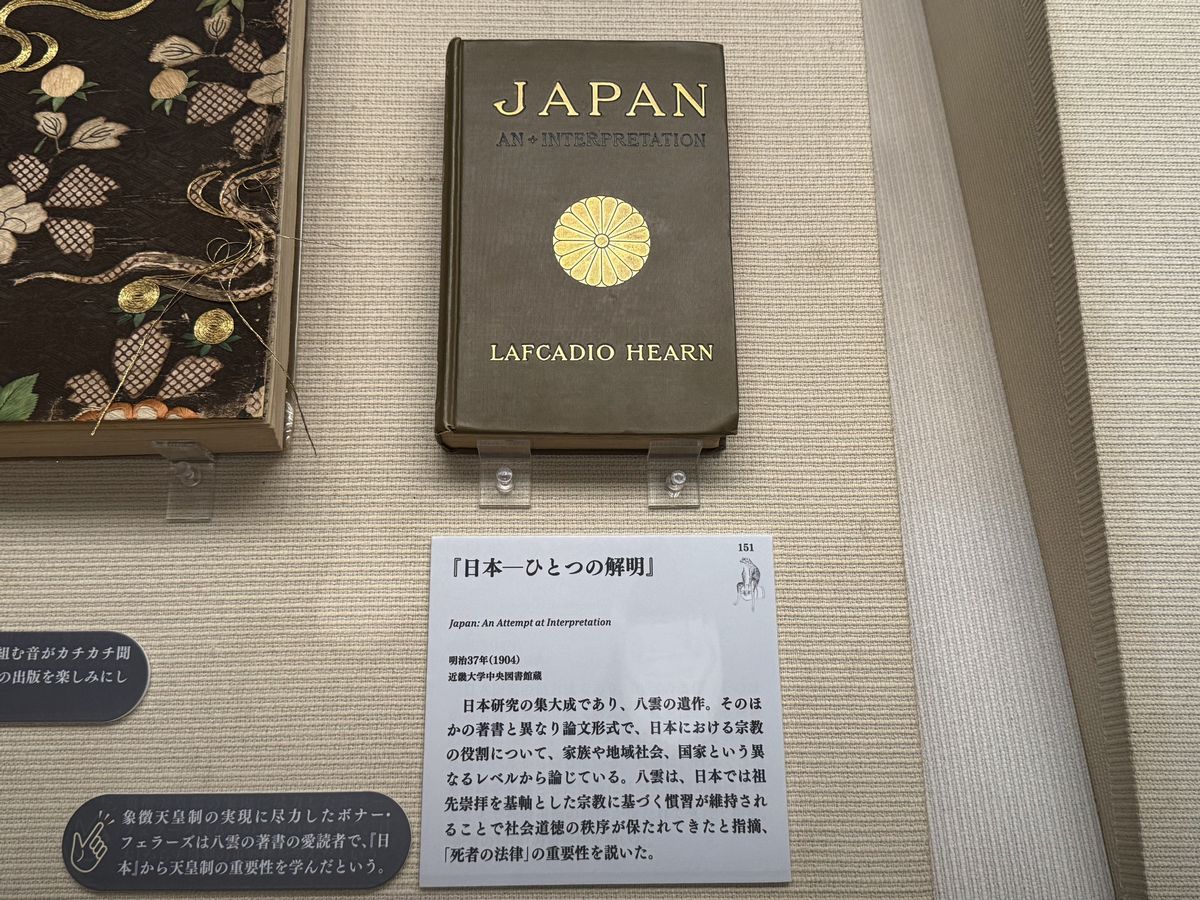 JAPAN
AN + INTERPRETATION
LAFCADIO HEARN
151
『日本―ひとつの解明』
Japan: An Attempt at Interpretation
明治37年(1904)
近畿大学中央図書館蔵
日本研究の集大成であり、八雲の遺作。そのほ
かの著書と異なり論文形式で、日本における宗教
の役割について、家族や地域社会、国家という異
なるレベルから論じている。八雲は、日本では祖
先崇拝を基軸とした宗教に基づく慣習が維持され
ることで社会道徳の秩序が保たれてきたと指摘、
「死者の法律」の重要性を説いた。
組む音がカチカチ聞
の出版を楽しみにし
象徴天皇制の実現に尽力したボナー・
フェラーズは八雲の著書の愛読者で、『日
本』から天皇制の重要性を学んだという。